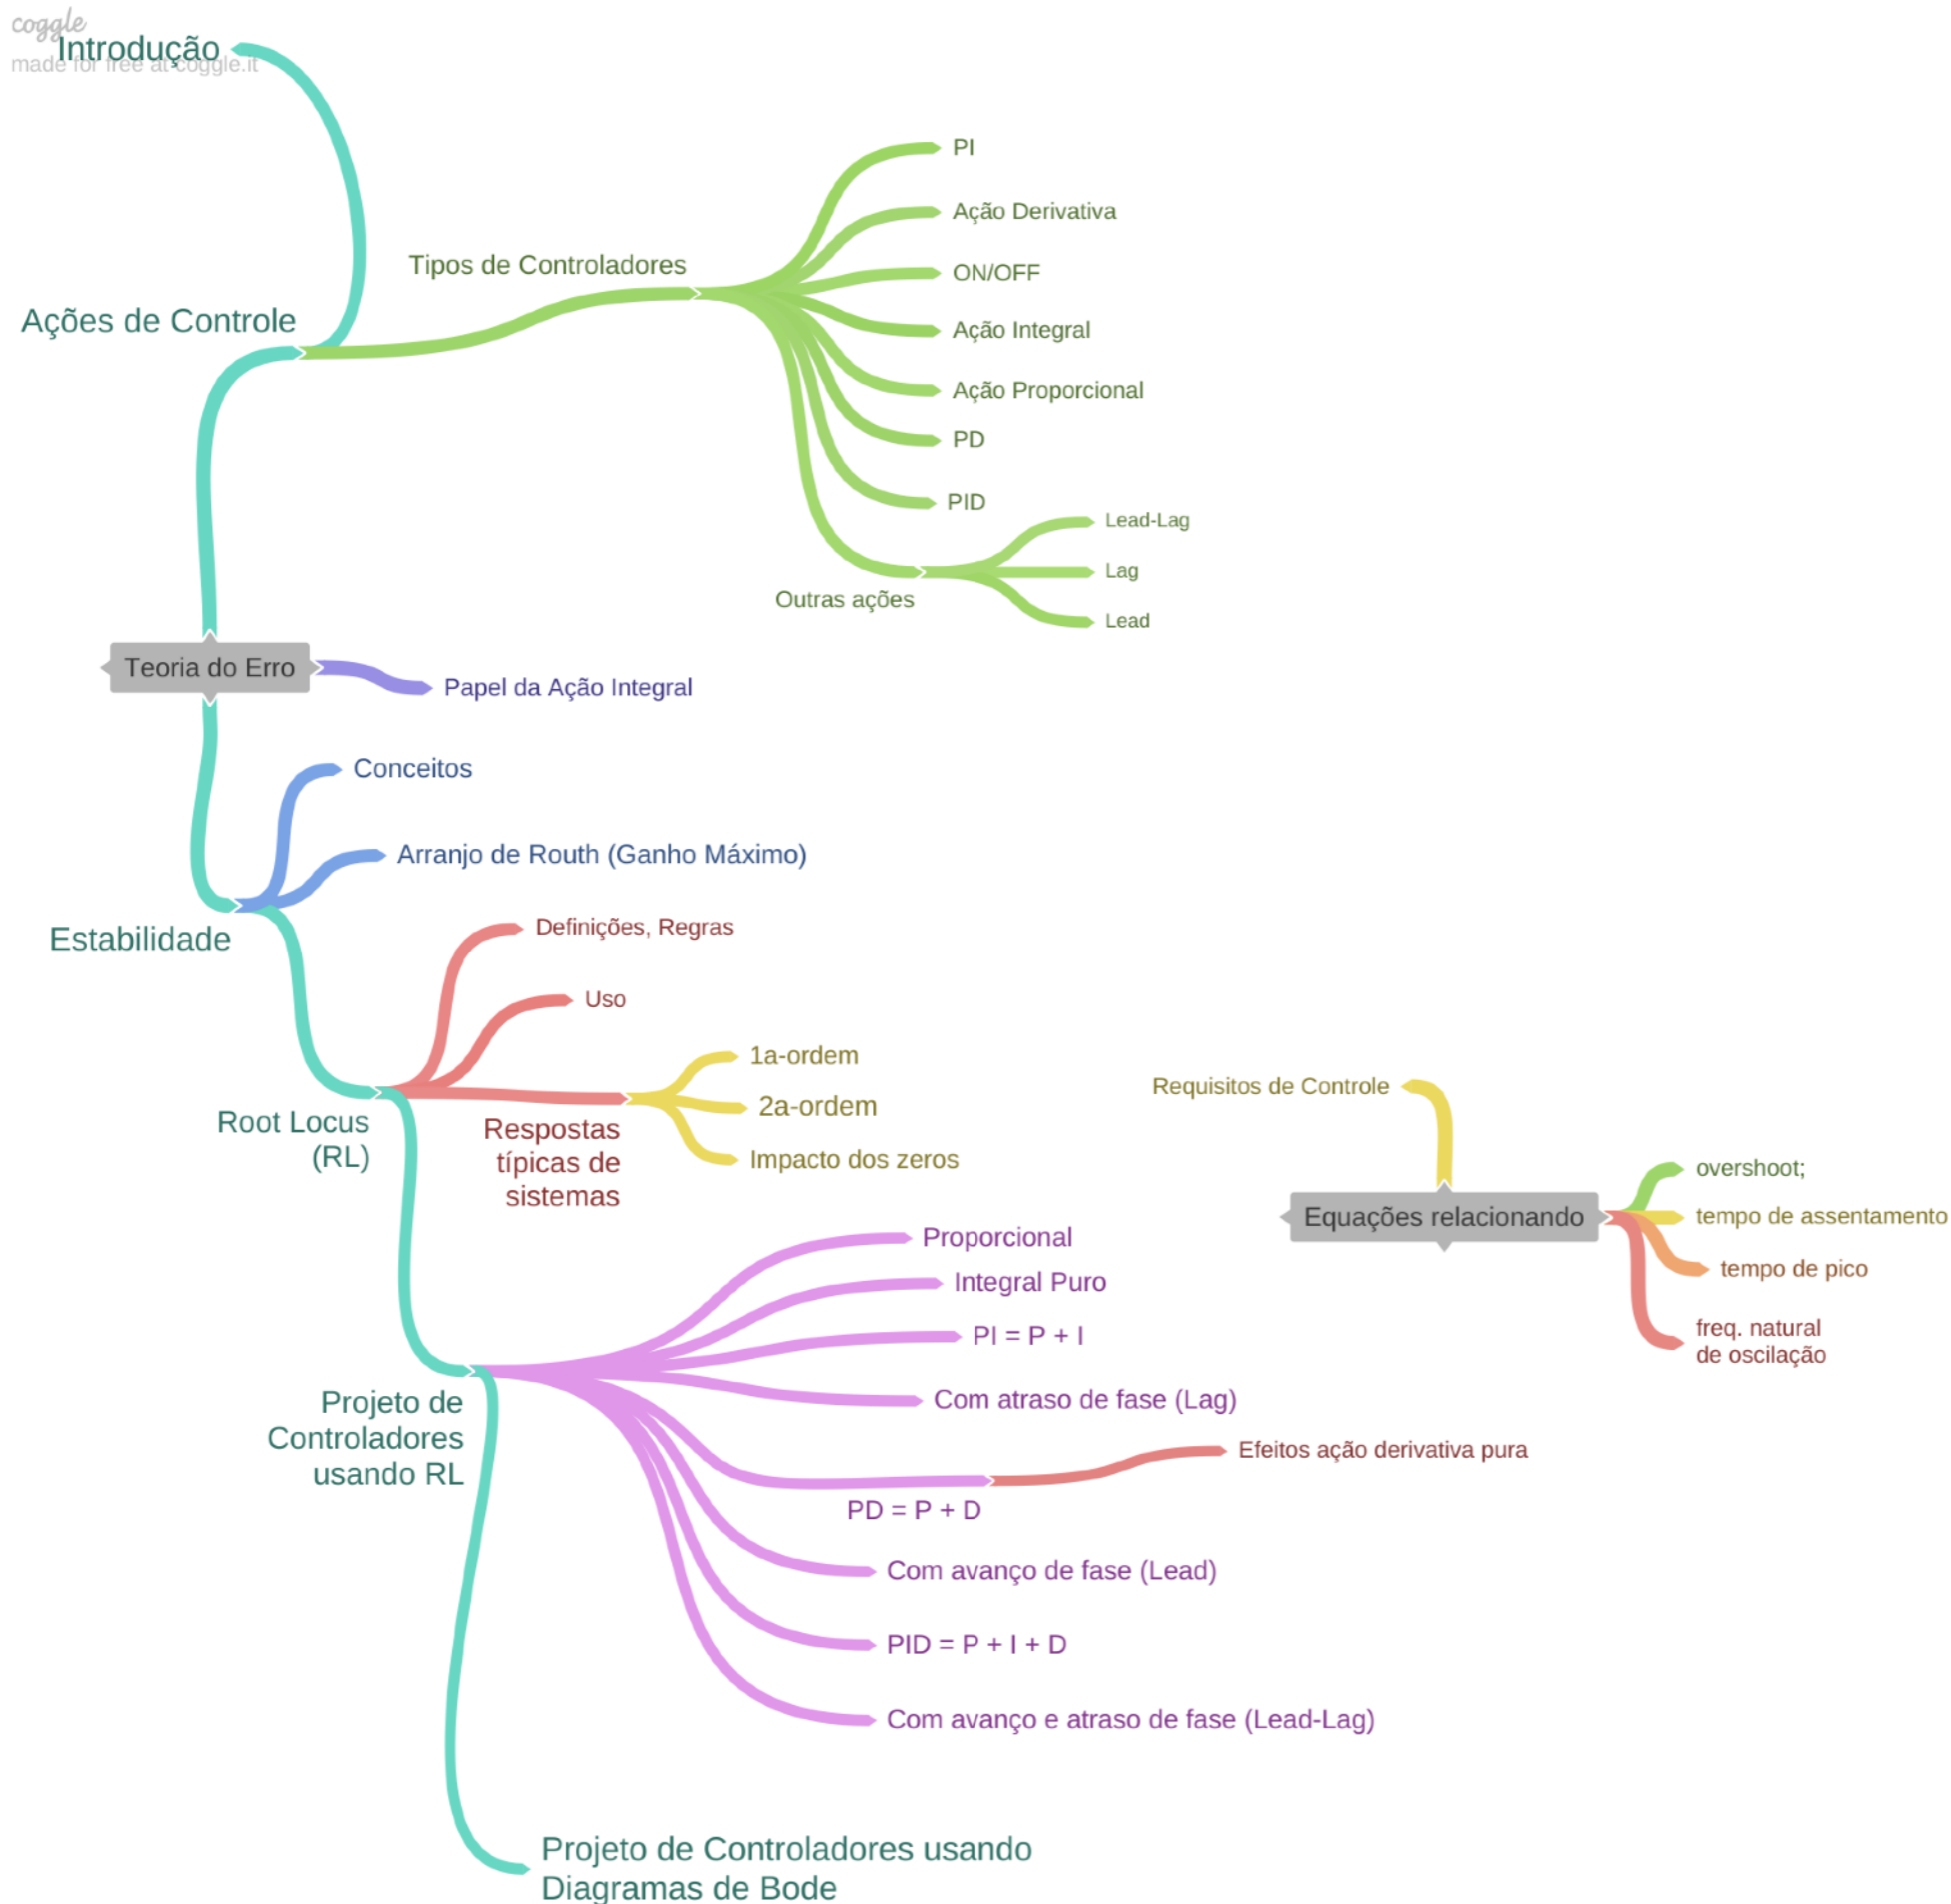 coggle
Introdução
made for free at coggle.it
PI
Ação Derivativa
Tipos de Controladores
ON/OFF
Ações de Controle
Ação Integral
Ação Proporcional
PD
PID
Lead-Lag
Lag
Outras ações
Lead
Teoria do Erro
Papel da Ação Integral
Conceitos
Arranjo de Routh (Ganho Máximo)
Estabilidade
Definições, Regras
Uso
1a-ordem
2a-ordem
Impacto dos zeros
Root Locus
(RL)
Respostas
típicas de
sistemas
Requisitos de Controle
Equações relacionando
overshoot;
tempo de assentamento
tempo de pico
freq. natural
de oscilação
Proporcional
Integral Puro
PI = P + I
Com atraso de fase (Lag)
Projeto de
Controladores
usando RL
Efeitos ação derivativa pura
PD = P + D
Com avanço de fase (Lead)
PID = P + I + D
Com avanço e atraso de fase (Lead-Lag)
Projeto de Controladores usando
Diagramas de Bode